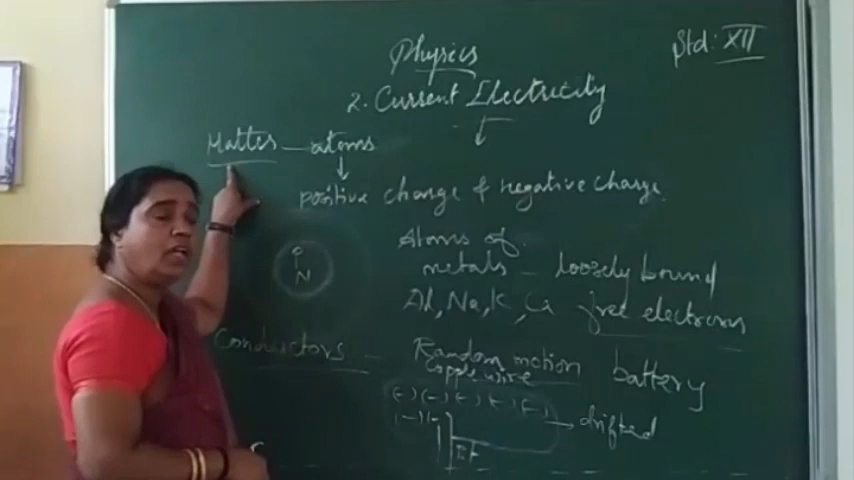 Physics
Std: XII
2. Current Electricity
Matter — atoms
positive charge & negative charge
Atoms of
metals - loosely bound
Al, Na, K, free electrons
P
N
Conductors - Random motion battery
copper wire
(-) (-) (-) (-) (-)
→ drifted